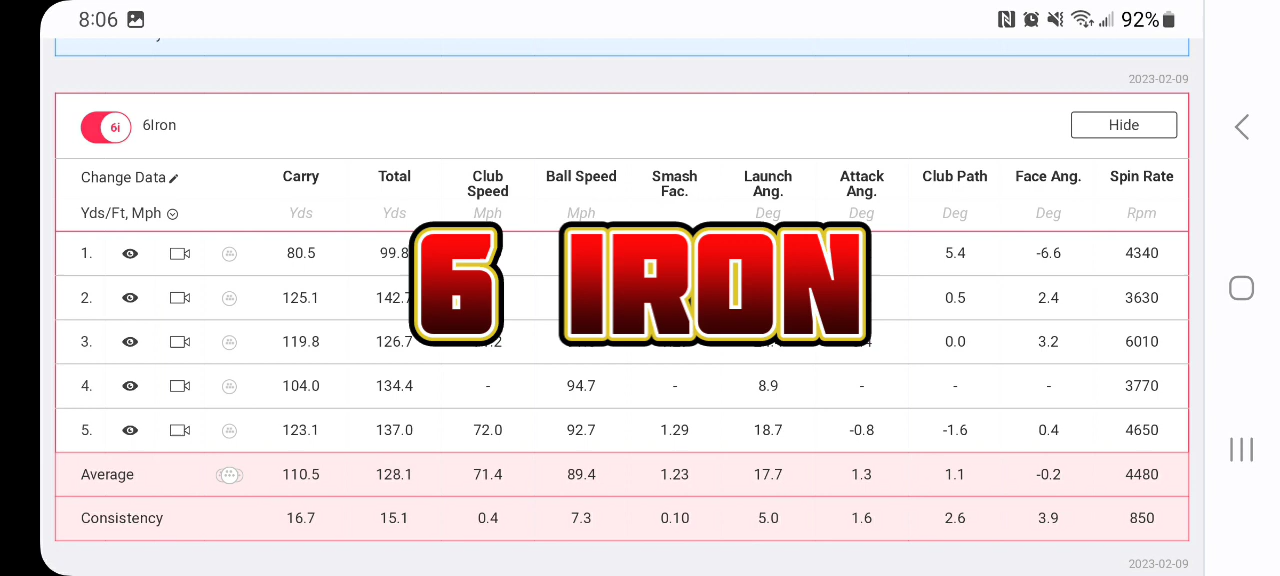 8:06 92%
2023-02-09
6i 6Iron Hide
Change Data Carry Total Club Speed Ball Speed Smash Fac. Launch Ang. Attack Ang. Club Path Face Ang. Spin Rate
Yds/Ft, Mph Yds Yds Mph Mph Deg Deg Deg Deg Rpm
6 IRON
1. 80.5 99.8 5.4 -6.6 4340
2. 125.1 142.7 0.5 2.4 3630
3. 119.8 126.7 0.0 3.2 6010
4. 104.0 134.4 - 94.7 - 8.9 - - - 3770
5. 123.1 137.0 72.0 92.7 1.29 18.7 -0.8 -1.6 0.4 4650
Average 110.5 128.1 71.4 89.4 1.23 17.7 1.3 1.1 -0.2 4480
Consistency 16.7 15.1 0.4 7.3 0.10 5.0 1.6 2.6 3.9 850
2023-02-09